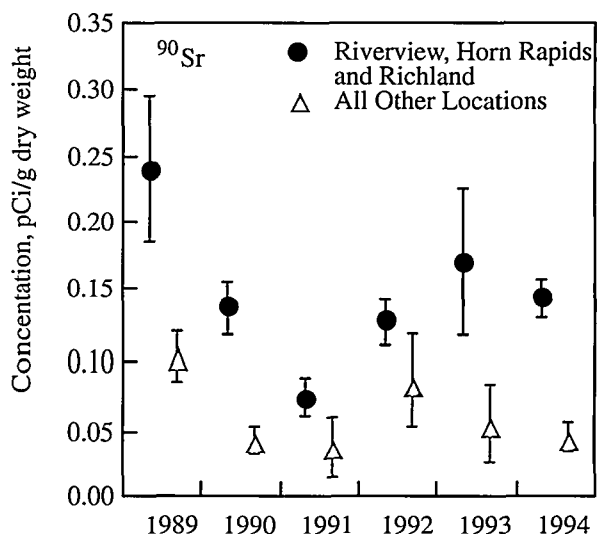 ⁹⁰Sr
Riverview, Horn Rapids
and Richland
All Other Locations
Concentration, pCi/g dry weight
0.35
0.30
0.25
0.20
0.15
0.10
0.05
0.00
1989 1990 1991 1992 1993 1994